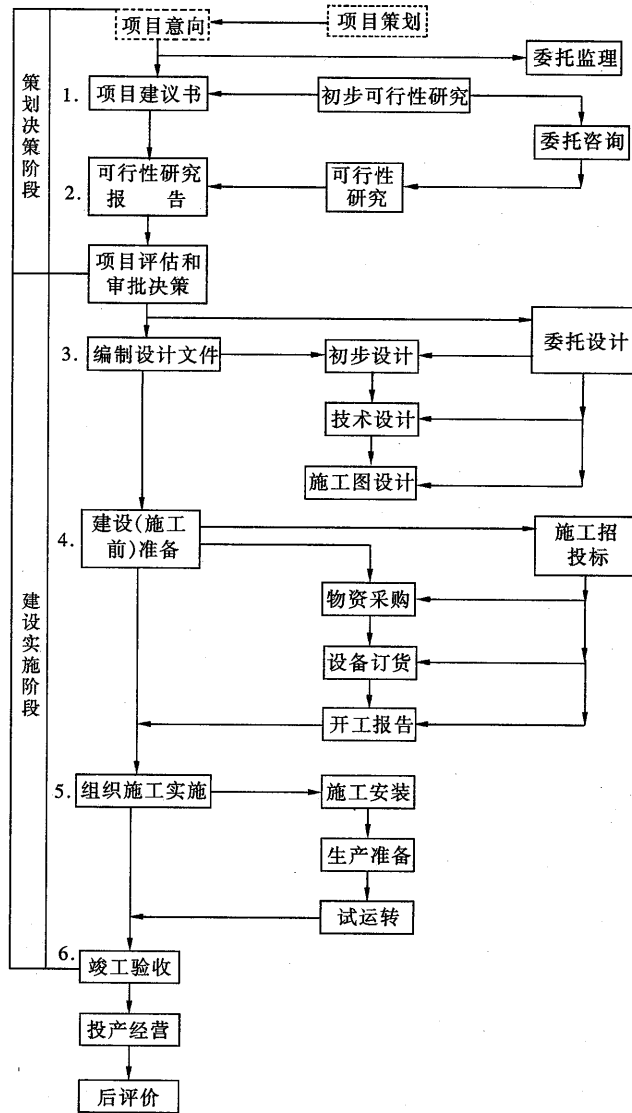 项目意向
项目策划
委托监理
策划决策阶段
1.
项目建议书
初步可行性研究
委托咨询
2.
可行性研究
报 告
可行性
研究
项目评估和
审批决策
委托设计
3.
编制设计文件
初步设计
技术设计
施工图设计
建设实施阶段
4.
建设(施工
前)准备
施工招
投标
物资采购
设备订货
开工报告
5.
组织施工实施
施工安装
生产准备
试运转
6.
竣工验收
投产经营
后评价